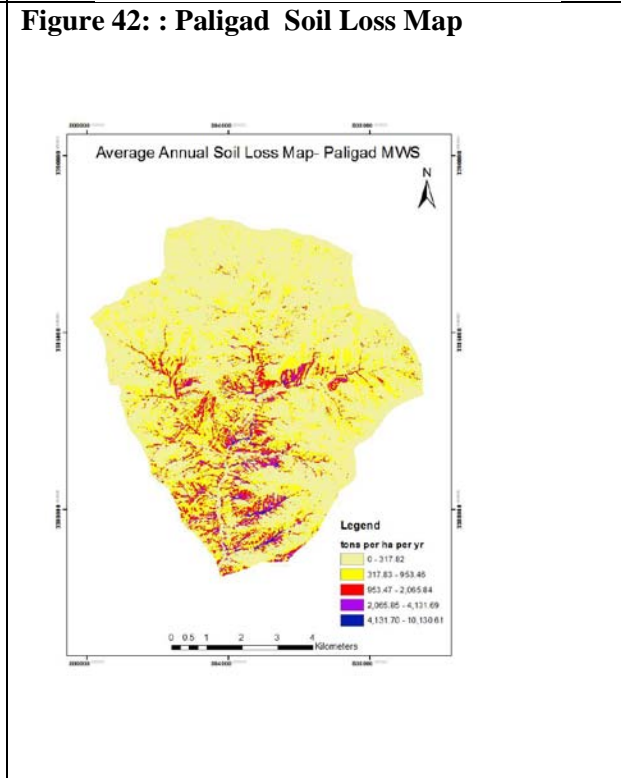 Figure 42: : Paligad Soil Loss Map
Average Annual Soil Loss Map- Paligad MWS
N
Legend
tons per ha per yr
0 - 317.82
317.83 - 953.46
953.47 - 2,065.84
2,065.85 - 4,131.69
4,131.70 - 10,130.61
0 0.5 1 2 3 4
Kilometers